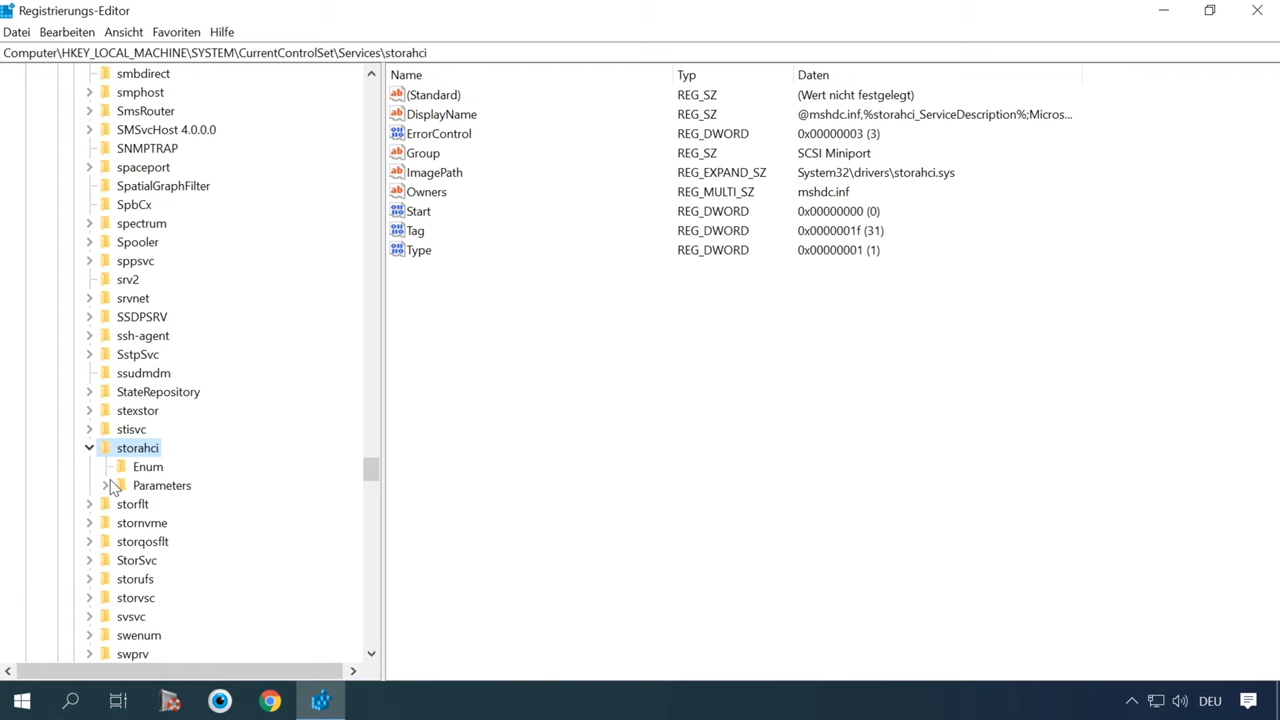 Registrierungs-Editor
Datei Bearbeiten Ansicht Favoriten Hilfe
Computer\HKEY_LOCAL_MACHINE\SYSTEM\CurrentControlSet\Services\storahci
smbdirect
smphost
SmsRouter
SMSvcHost 4.0.0.0
SNMPTRAP
spaceport
SpatialGraphFilter
SpbCx
spectrum
Spooler
sppsvc
srv2
srvnet
SSDPSRV
ssh-agent
SstpSvc
ssudmdm
StateRepository
stexstor
stisvc
storahci
Enum
Parameters
storflt
stornvme
storqosflt
StorSvc
storufs
storvsc
svsvc
swenum
swprv
Name Typ Daten
(Standard) REG_SZ (Wert nicht festgelegt)
DisplayName REG_SZ @mshdc.inf,%storahci_ServiceDescription%;Micros...
ErrorControl REG_DWORD 0x00000003 (3)
Group REG_SZ SCSI Miniport
ImagePath REG_EXPAND_SZ System32\drivers\storahci.sys
Owners REG_MULTI_SZ mshdc.inf
Start REG_DWORD 0x00000000 (0)
Tag REG_DWORD 0x0000001f (31)
Type REG_DWORD 0x00000001 (1)
DEU